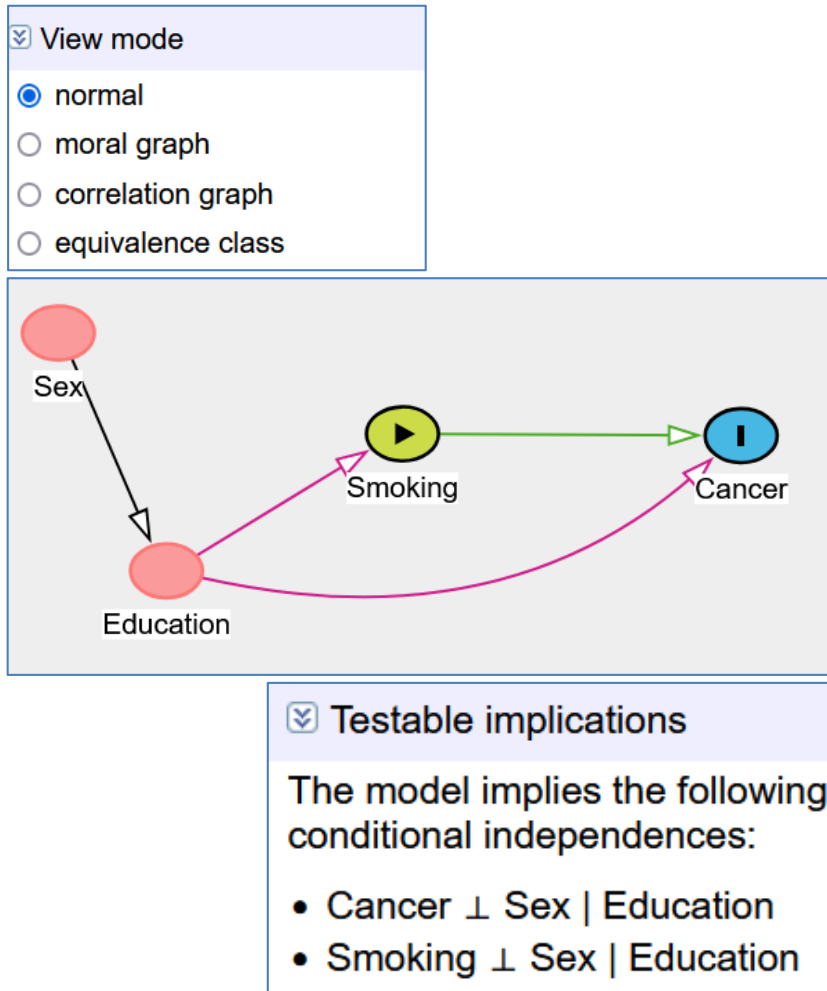 View mode
normal
moral graph
correlation graph
equivalence class
Sex
Smoking
Cancer
Education
Testable implications
The model implies the following
conditional independences:
• Cancer ⊥ Sex | Education
• Smoking ⊥ Sex | Education